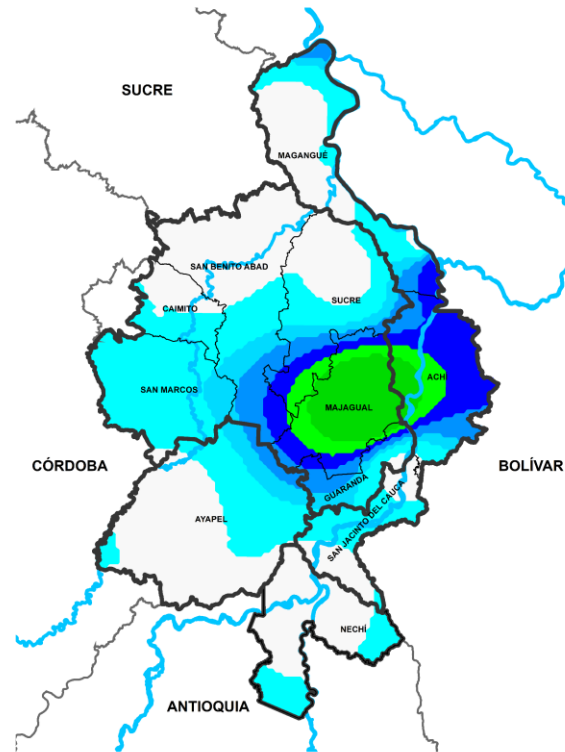 SUCRE
MAGANGUÉ
SAN BENITO ABAD
SUCRE
CAIMITO
ACHÍ
SAN MARCOS
MAJAGUAL
CÓRDOBA
BOLÍVAR
GUARANDA
SAN JACINTO DEL CAUCA
AYAPEL
NECHÍ
ANTIOQUIA